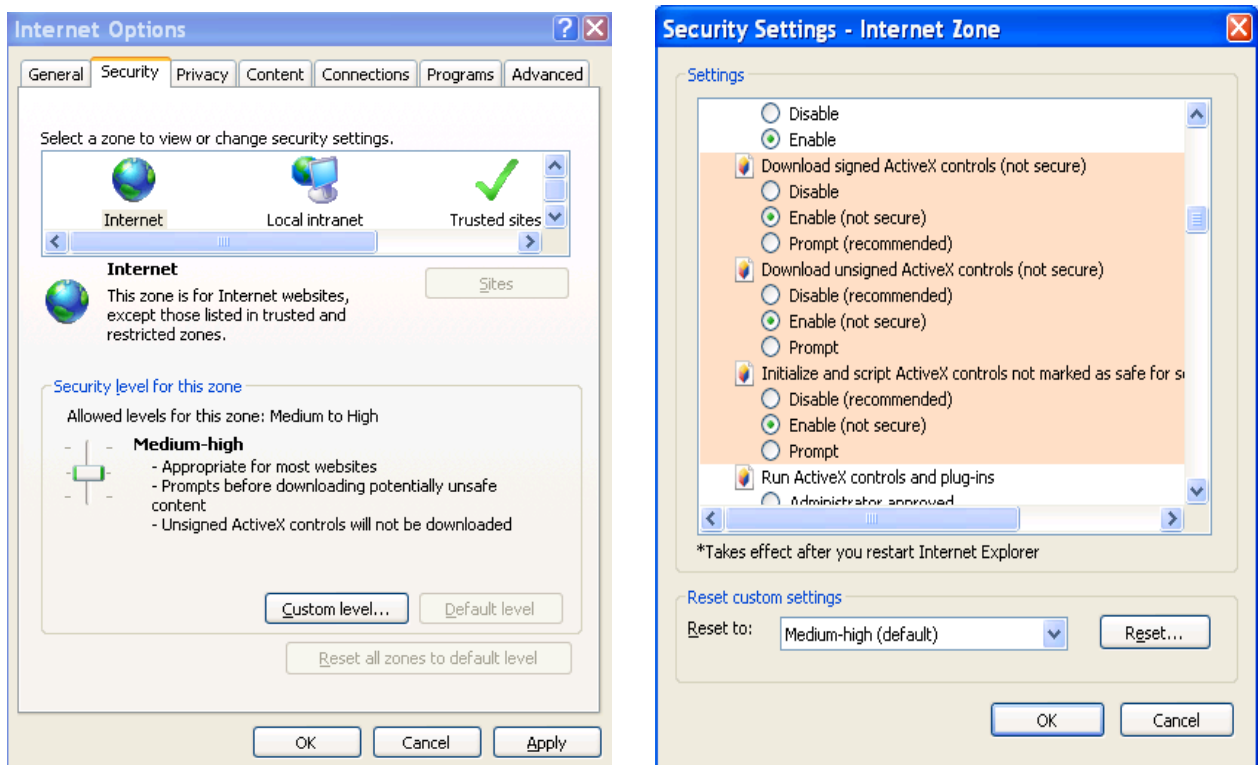 Internet Options
General Security Privacy Content Connections Programs Advanced
Select a zone to view or change security settings.
Internet Local intranet Trusted sites
Internet
This zone is for Internet websites,
except those listed in trusted and
restricted zones.
Sites
Security level for this zone
Allowed levels for this zone: Medium to High
Medium-high
- Appropriate for most websites
- Prompts before downloading potentially unsafe
content
- Unsigned ActiveX controls will not be downloaded
Custom level... Default level
Reset all zones to default level
OK Cancel Apply
Security Settings - Internet Zone
Settings
Disable
Enable
Download signed ActiveX controls (not secure)
Disable
Enable (not secure)
Prompt (recommended)
Download unsigned ActiveX controls (not secure)
Disable (recommended)
Enable (not secure)
Prompt
Initialize and script ActiveX controls not marked as safe for
Disable (recommended)
Enable (not secure)
Prompt
Run ActiveX controls and plug-ins
Administrator approved
*Takes effect after you restart Internet Explorer
Reset custom settings
Reset to: Medium-high (default) Reset...
OK Cancel